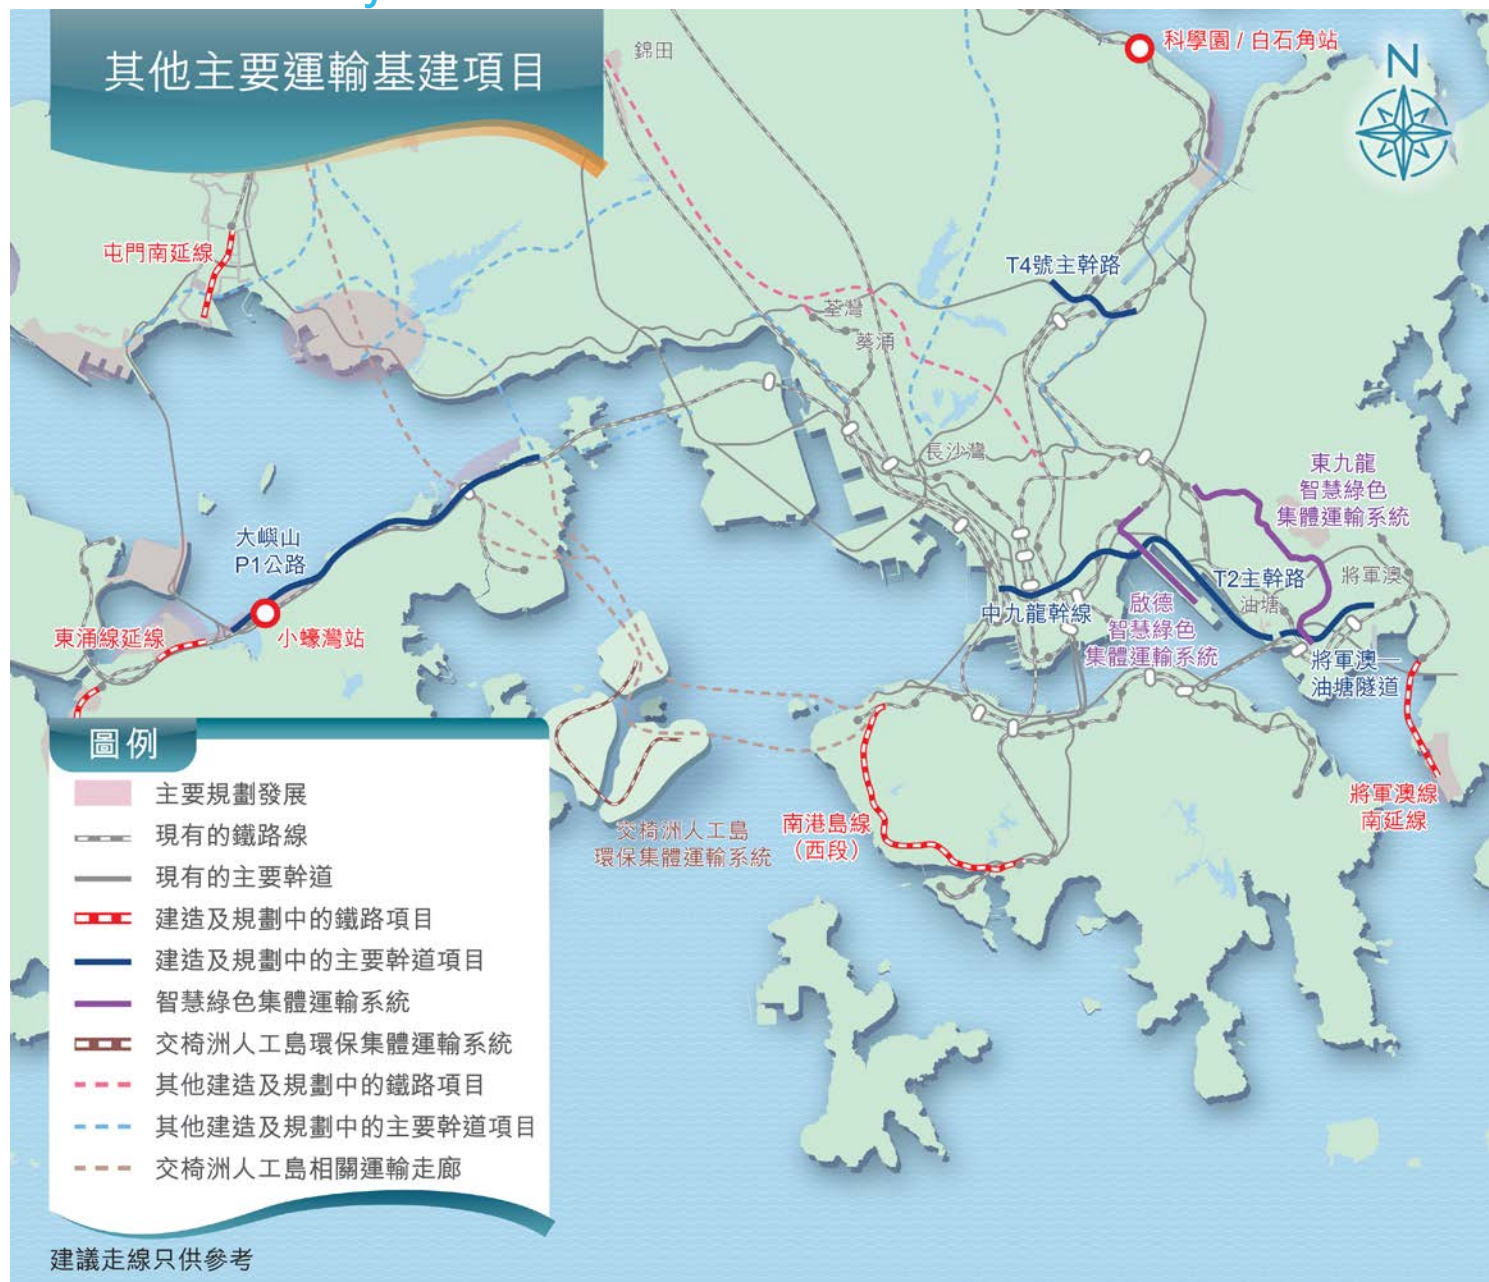 其他主要運輸基建項目
錦田
科學園 / 白石角站
N
屯門南延線
T4號主幹路
荃灣
葵涌
長沙灣
東九龍
智慧綠色
集體運輸系統
大嶼山
P1公路
T2主幹路
油塘
將軍澳
中九龍幹線
啟德
智慧綠色
集體運輸系統
東涌線延線
小蠔灣站
將軍澳—
油塘隧道
將軍澳線
南延線
南港島線
（西段）
交椅洲人工島
環保集體運輸系統
圖例
主要規劃發展
現有的鐵路線
現有的主要幹道
建造及規劃中的鐵路項目
建造及規劃中的主要幹道項目
智慧綠色集體運輸系統
交椅洲人工島環保集體運輸系統
其他建造及規劃中的鐵路項目
其他建造及規劃中的主要幹道項目
交椅洲人工島相關運輸走廊
建議走線只供參考